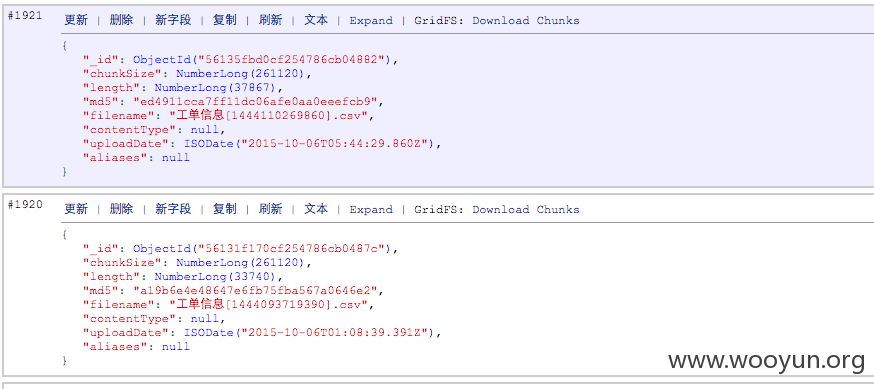 #1921 更新 | 删除 | 新字段 | 复制 | 刷新 | 文本 | Expand | GridFS: Download Chunks
{
"_id": ObjectId("56135fbd0cf254786cb04882"),
"chunkSize": NumberLong(261120),
"length": NumberLong(37867),
"md5": "ed4911cca7ff11dc06afe0aa0eeefcb9",
"filename": "工单信息[1444110269860].csv",
"contentType": null,
"uploadDate": ISODate("2015-10-06T05:44:29.860Z"),
"aliases": null
}
#1920 更新 | 删除 | 新字段 | 复制 | 刷新 | 文本 | Expand | GridFS: Download Chunks
{
"_id": ObjectId("56131f170cf254786cb0487c"),
"chunkSize": NumberLong(261120),
"length": NumberLong(33740),
"md5": "a19b6e4e48647e6fb75fba567a0646e2",
"filename": "工单信息[1444093719390].csv",
"contentType": null,
"uploadDate": ISODate("2015-10-06T01:08:39.391Z"),
"aliases": null
}
www.wooyun.org